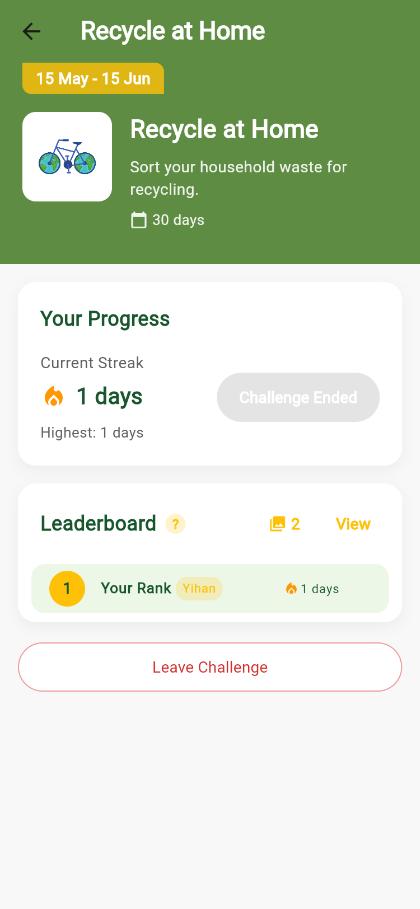 Recycle at Home
15 May - 15 Jun
Recycle at Home
Sort your household waste for
recycling.
30 days
Your Progress
Current Streak
1 days
Challenge Ended
Highest: 1 days
Leaderboard ? 2 View
1 Your Rank Yihan 1 days
Leave Challenge